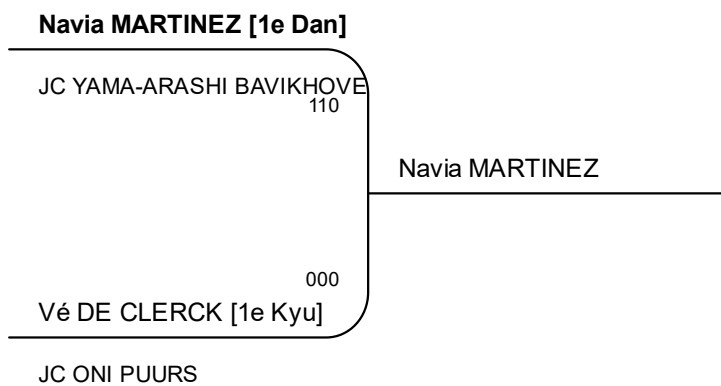 Navia MARTINEZ [1e Dan]
JC YAMA-ARASHI BAVIKHOVE
110
Navia MARTINEZ
000
Vé DE CLERCK [1e Kyu]
JC ONI PUURS